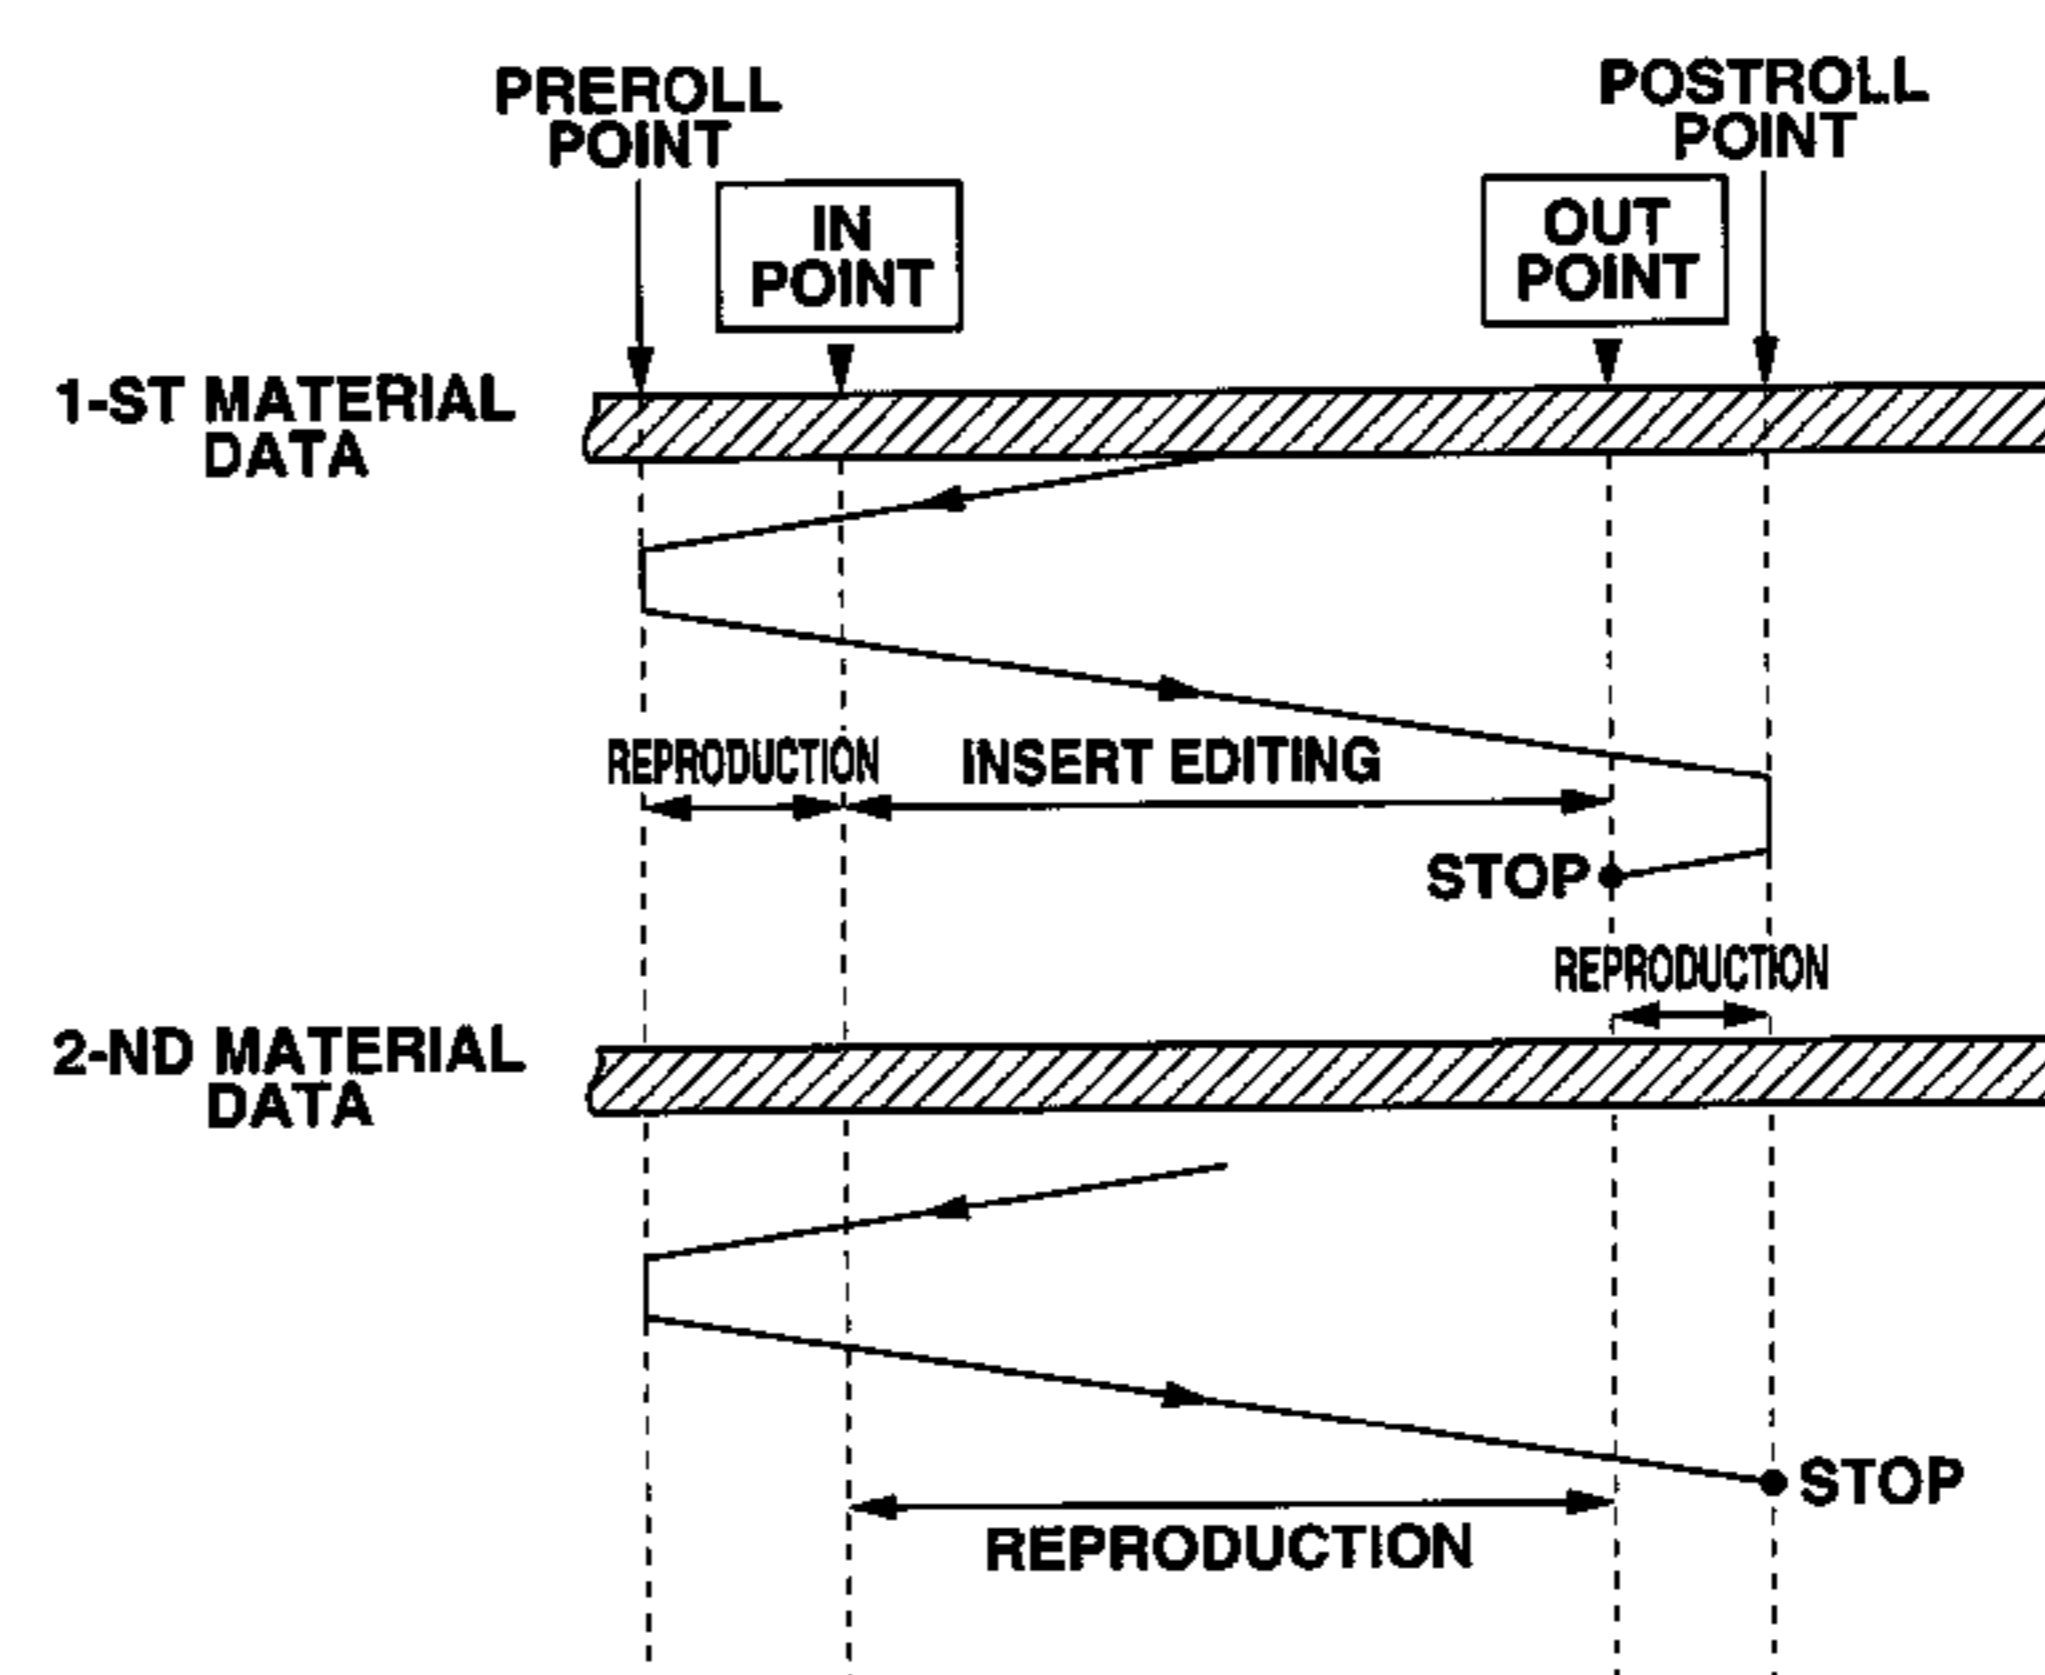 PREROLL
POINT
POSTROLL
POINT
IN
POINT
OUT
POINT
1-ST MATERIAL
DATA
REPRODUCTION
INSERT EDITING
STOP
REPRODUCTION
2-ND MATERIAL
DATA
STOP
REPRODUCTION